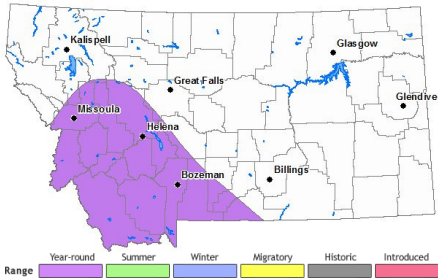 Kalispell
Glasgow
Great Falls
Glendive
Missoula
Helena
Bozeman
Billings
Year-round Summer Winter Migratory Historic Introduced
Range